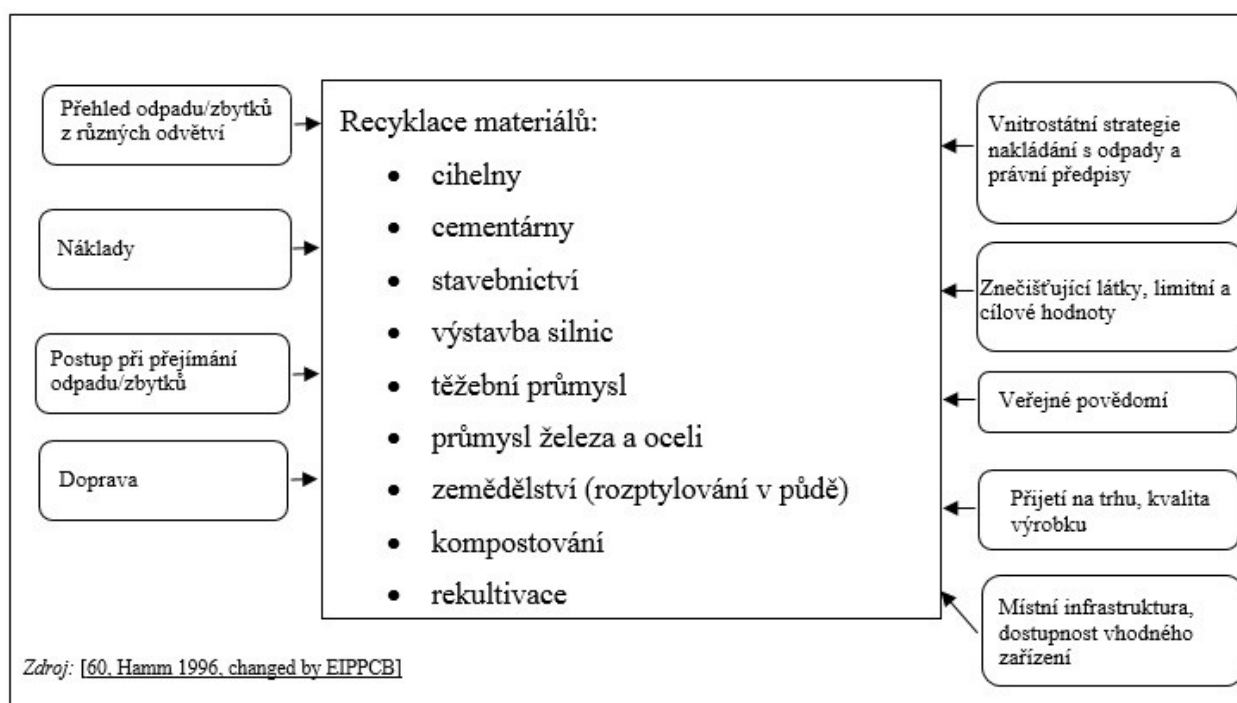 Přehled odpadu/zbytků
z různých odvětví
Náklady
Postup při přejímání
odpadu/zbytků
Doprava
Recyklace materiálů:
• cihelny
• cementárny
• stavebnictví
• výstavba silnic
• těžební průmysl
• průmysl železa a oceli
• zemědělství (rozptylování v půdě)
• kompostování
• rekultivace
Vnitrostátní strategie
nakládání s odpady a
právní předpisy
Znečišťující látky, limitní a
cílové hodnoty
Veřejné povědomí
Přijetí na trhu, kvalita
výrobku
Místní infrastruktura,
dostupnost vhodného
zařízení
Zdroj: [60, Hamm 1996, changed by EIPPCB]